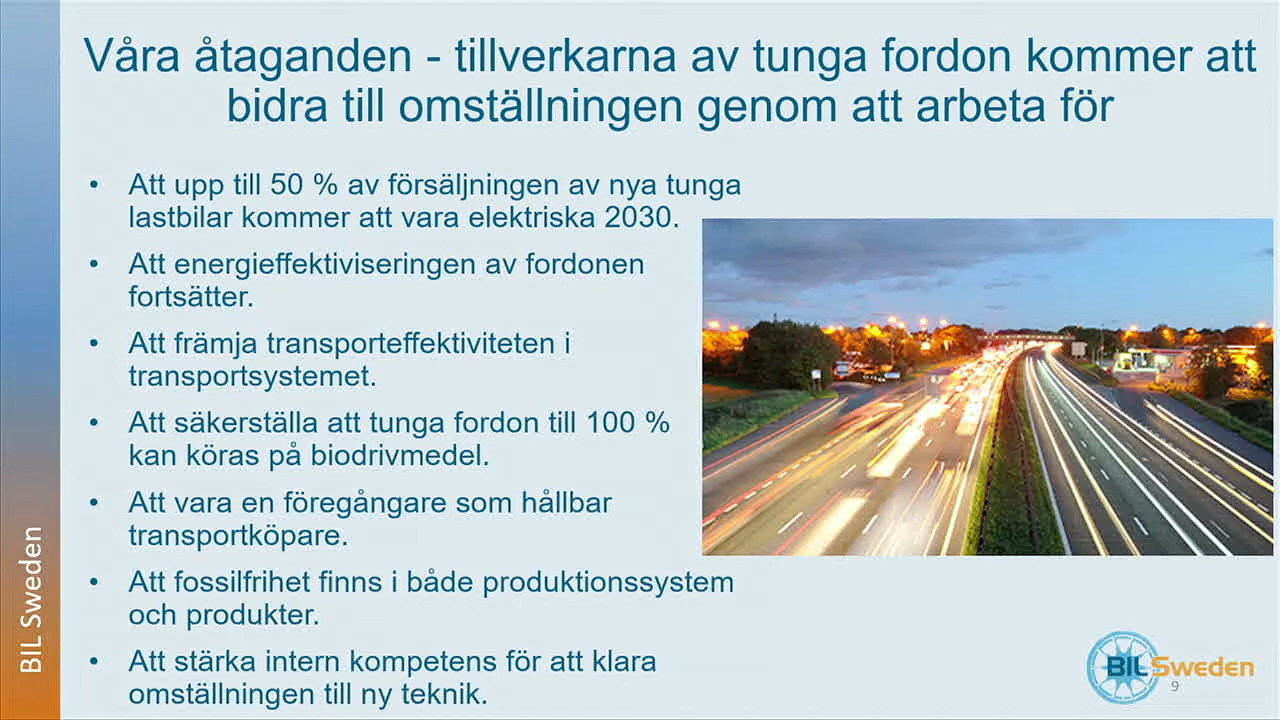 Våra åtaganden - tillverkarna av tunga fordon kommer att
bidra till omställningen genom att arbeta för
• Att upp till 50 % av försäljningen av nya tunga
lastbilar kommer att vara elektriska 2030.
• Att energieffektiviseringen av fordonen
fortsätter.
• Att främja transporteffektiviteten i
transportsystemet.
• Att säkerställa att tunga fordon till 100 %
kan köras på biodrivmedel.
• Att vara en föregångare som hållbar
transportköpare.
• Att fossilfrihet finns i både produktionssystem
och produkter.
• Att stärka intern kompetens för att klara
omställningen till ny teknik.
BIL Sweden
BIL Sweden
9